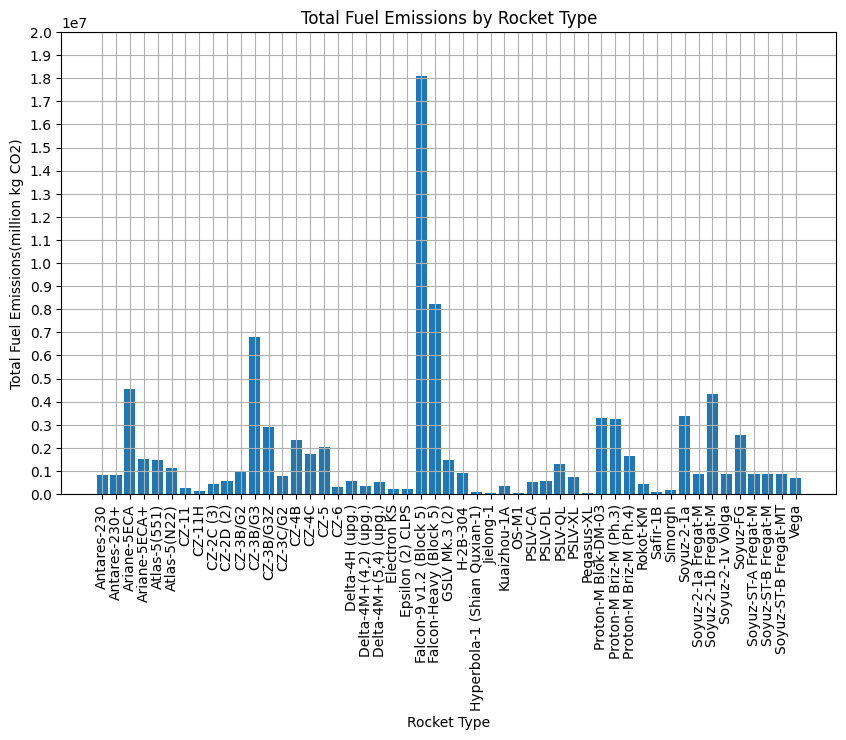 Total Fuel Emissions by Rocket Type
1e7
Total Fuel Emissions(million kg CO2)
2.0
1.9
1.8
1.7
1.6
1.5
1.4
1.3
1.2
1.1
1.0
0.9
0.8
0.7
0.6
0.5
0.4
0.3
0.2
0.1
0.0
Antares-230
Antares-230+
Ariane-5ECA
Ariane-5ECA+
Atlas-5(551)
Atlas-5(N22)
CZ-11
CZ-11H
CZ-2C (3)
CZ-2D (2)
CZ-3B/G2
CZ-3B/G3
CZ-3B/G3Z
CZ-3C/G2
CZ-4B
CZ-4C
CZ-5
CZ-6
Delta-4H (upg.)
Delta-4M+(4,2) (upg.)
Delta-4M+(5,4) (upg.)
Electron KS
Epsilon (2) CLPS
Falcon-9 v1.2 (Block 5)
Falcon-Heavy (Block 5)
GSLV Mk.3 (2)
H-2B-304
Hyperbola-1 (Shian Quxian-1)
Jielong-1
Kuaizhou-1A
OS-M1
PSLV-CA
PSLV-DL
PSLV-QL
PSLV-XL
Pegasus-XL
Proton-M Blok-DM-03
Proton-M Briz-M (Ph.3)
Proton-M Briz-M (Ph.4)
Rokot-KM
Safir-1B
Simorgh
Soyuz-2-1a
Soyuz-2-1a Fregat-M
Soyuz-2-1b Fregat-M
Soyuz-2-1v Volga
Soyuz-FG
Soyuz-ST-A Fregat-M
Soyuz-ST-B Fregat-M
Soyuz-ST-B Fregat-MT
Vega
Rocket Type